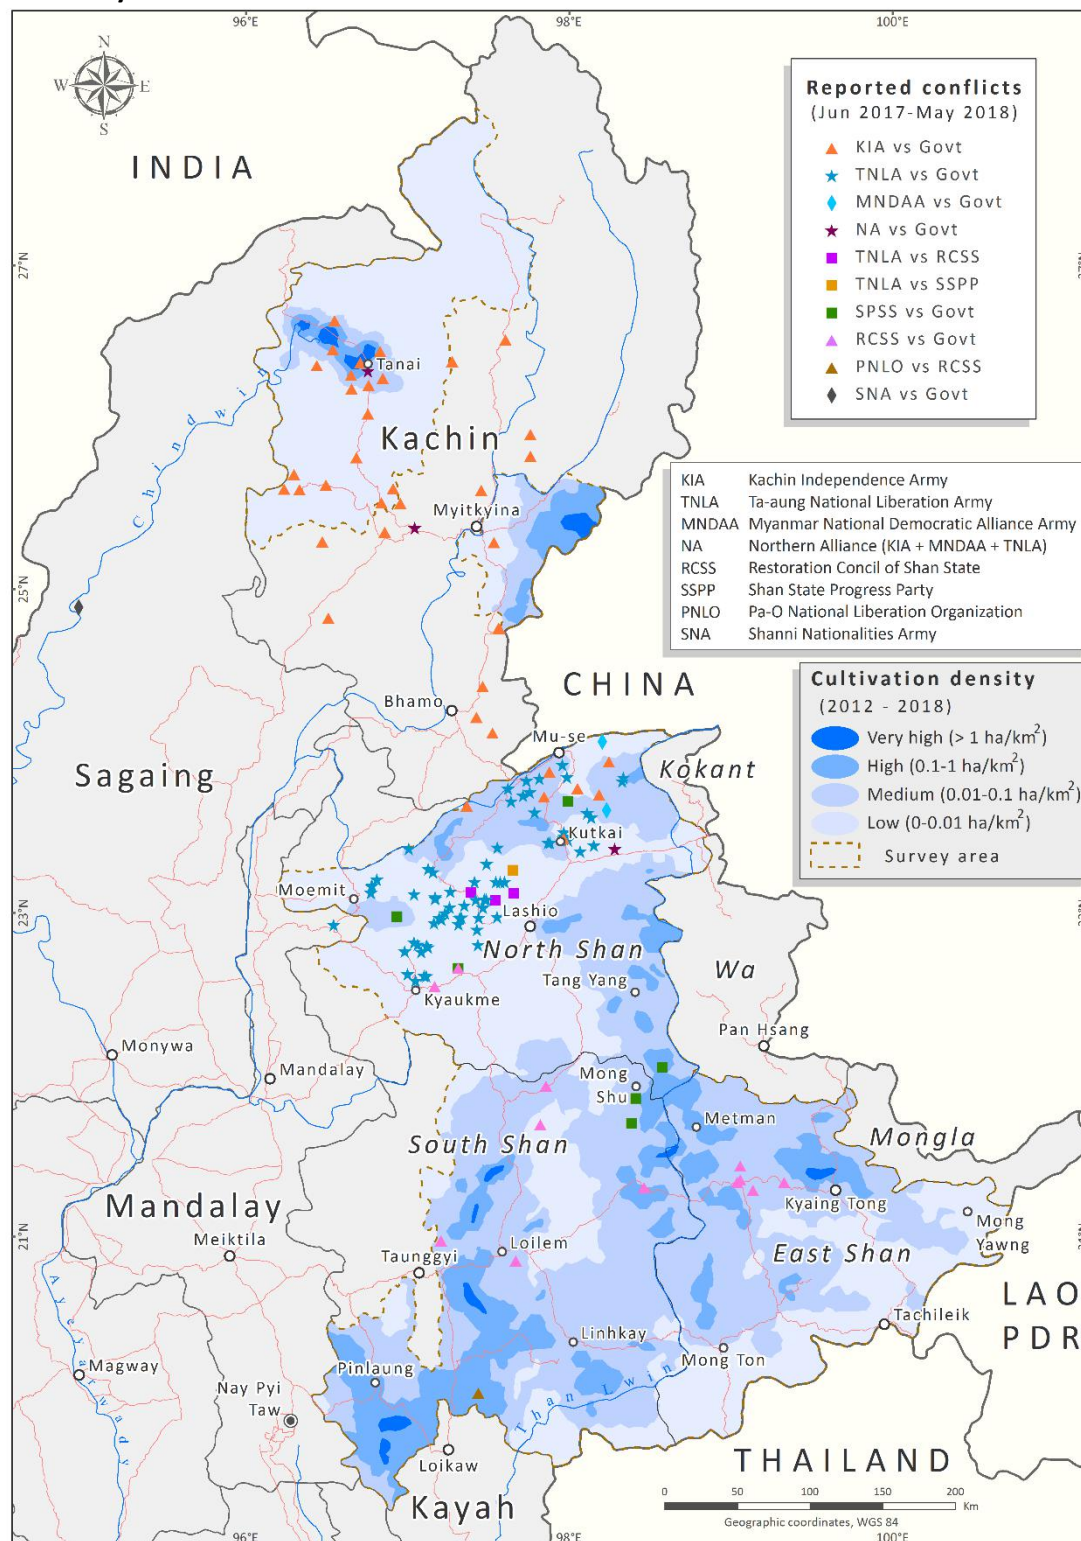 96°E
98°E
100°E
N
W E
S
INDIA
Reported conflicts
(Jun 2017-May 2018)
KIA vs Govt
TNLA vs Govt
MNDAA vs Govt
NA vs Govt
TNLA vs RCSS
TNLA vs SSPP
SPSS vs Govt
RCSS vs Govt
PNLO vs RCSS
SNA vs Govt
27°N
Tanai
Chindwin
Kachin
Myitkyina
KIA Kachin Independence Army
TNLA Ta-aung National Liberation Army
MNDAA Myanmar National Democratic Alliance Army
NA Northern Alliance (KIA + MNDAA + TNLA)
RCSS Restoration Concil of Shan State
SSPP Shan State Progress Party
PNLO Pa-O National Liberation Organization
SNA Shanni Nationalities Army
25°N
CHINA
Bhamo
Mu-se
Kokant
Sagaing
Cultivation density
(2012 - 2018)
Very high (> 1 ha/km²)
High (0.1-1 ha/km²)
Medium (0.01-0.1 ha/km²)
Low (0-0.01 ha/km²)
Survey area
Kutkai
Moemit
23°N
Lashio
North Shan
Wa
Tang Yang
Kyaukme
Pan Hsang
Monywa
Mandalay
Mong
Shu
Metman
South Shan
Mongla
Mandalay
Kyaing Tong
Mong
Yawng
21°N
Meiktila
Loilem
East Shan
Taunggyi
Ayeyarwady
LAO
PDR
Tachileik
Linhkay
Mong Ton
Magway
Pinlaung
Nay Pyi
Taw
Than Lwin
Loikaw
THAILAND
Kayah
0 50 100 150 200
Km
Geographic coordinates, WGS 84
96°E
98°E
100°E